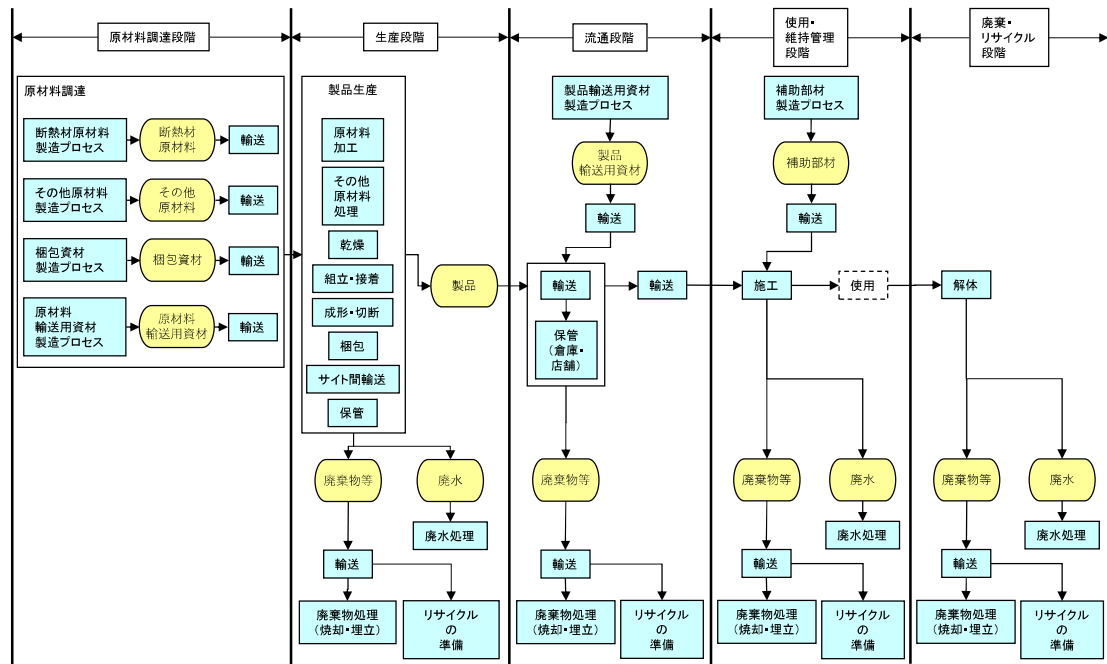 原材料調達段階
生産段階
流通段階
使用・
維持管理
段階
廃棄・
リサイクル
段階
原材料調達
断熱材原材料
製造プロセス
断熱材
原材料
輸送
その他原材料
製造プロセス
その他
原材料
輸送
梱包資材
製造プロセス
梱包資材
輸送
原材料
輸送用資材
製造プロセス
原材料
輸送用資材
輸送
製品生産
原材料
加工
その他
原材料
処理
乾燥
組立・接着
成形・切断
梱包
サイト間輸送
保管
製品
廃棄物等
廃水
廃水処理
輸送
廃棄物処理
（焼却・埋立）
リサイクル
の
準備
製品輸送用資材
製造プロセス
製品
輸送用資材
輸送
輸送
保管
（倉庫・
店舗）
輸送
廃棄物等
輸送
廃棄物処理
（焼却・埋立）
リサイクル
の
準備
補助部材
製造プロセス
補助部材
輸送
施工
使用
廃棄物等
廃水
廃水処理
輸送
廃棄物処理
（焼却・埋立）
リサイクル
の
準備
解体
廃棄物等
廃水
廃水処理
輸送
廃棄物処理
（焼却・埋立）
リサイクル
の
準備